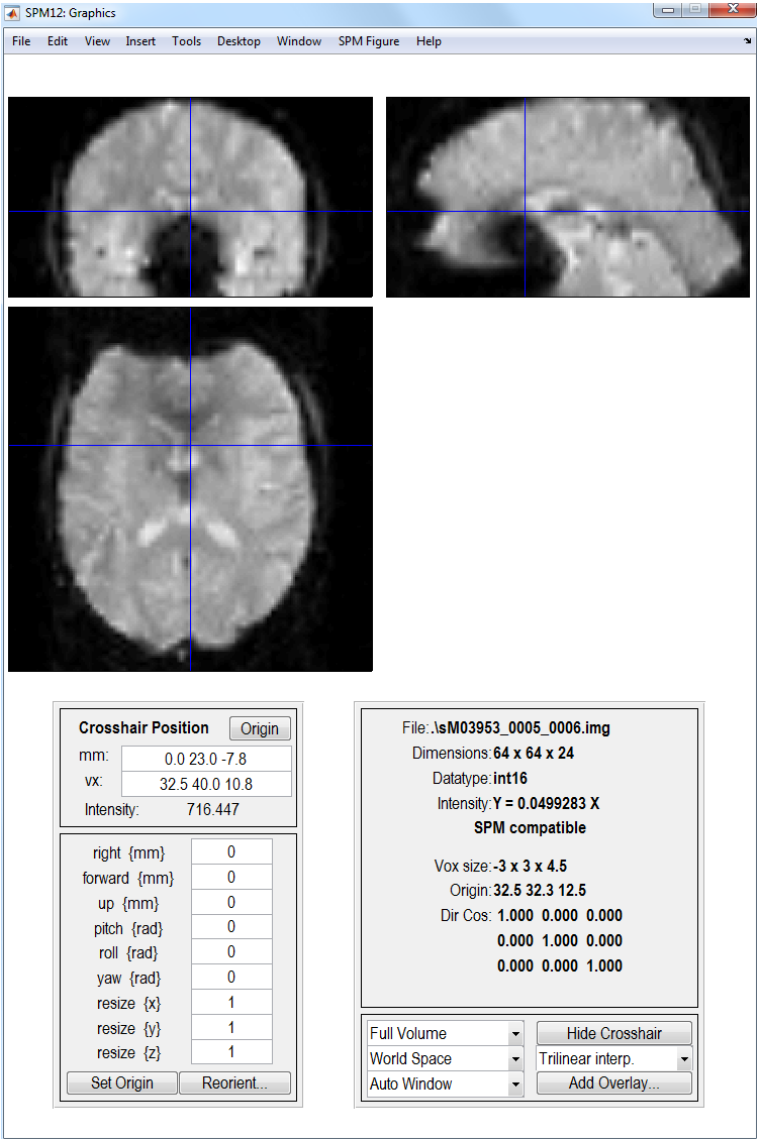 SPM12: Graphics
File Edit View Insert Tools Desktop Window SPM Figure Help
Crosshair Position Origin
mm: 0.0 23.0 -7.8
vx: 32.5 40.0 10.8
Intensity: 716.447
right {mm} 0
forward {mm} 0
up {mm} 0
pitch {rad} 0
roll {rad} 0
yaw {rad} 0
resize {x} 1
resize {y} 1
resize {z} 1
Set Origin Reorient...
File: .\sM03953_0005_0006.img
Dimensions: 64 x 64 x 24
Datatype: int16
Intensity: Y = 0.0499283 X
SPM compatible
Vox size: -3 x 3 x 4.5
Origin: 32.5 32.3 12.5
Dir Cos: 1.000 0.000 0.000
0.000 1.000 0.000
0.000 0.000 1.000
Full Volume Hide Crosshair
World Space Trilinear interp.
Auto Window Add Overlay...